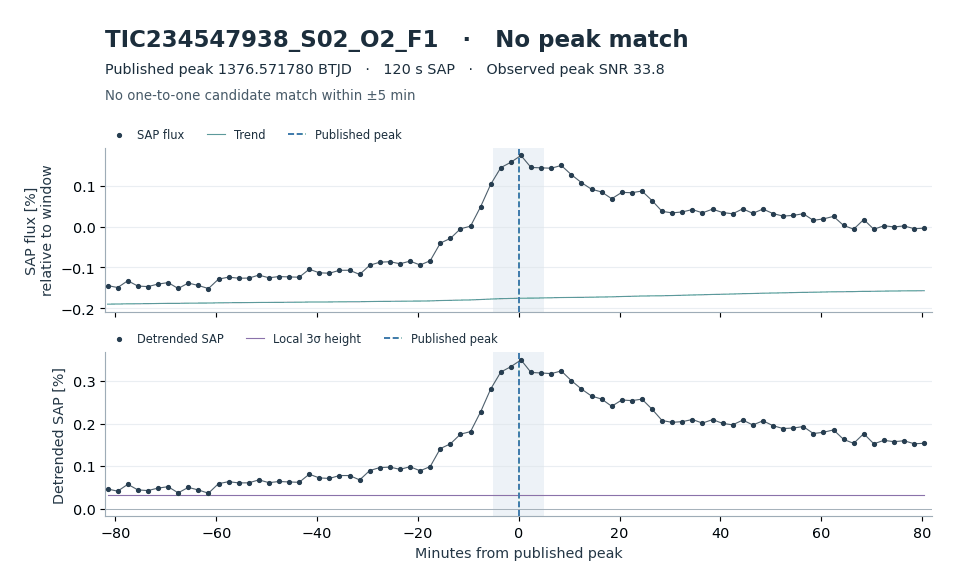 TIC234547938_S02_O2_F1 · No peak match
Published peak 1376.571780 BTJD · 120 s SAP · Observed peak SNR 33.8
No one-to-one candidate match within ±5 min
SAP flux Trend Published peak
SAP flux [%]
relative to window
0.1
0.0
−0.1
−0.2
Detrended SAP Local 3σ height Published peak
Detrended SAP [%]
0.3
0.2
0.1
0.0
−80 −60 −40 −20 0 20 40 60 80
Minutes from published peak